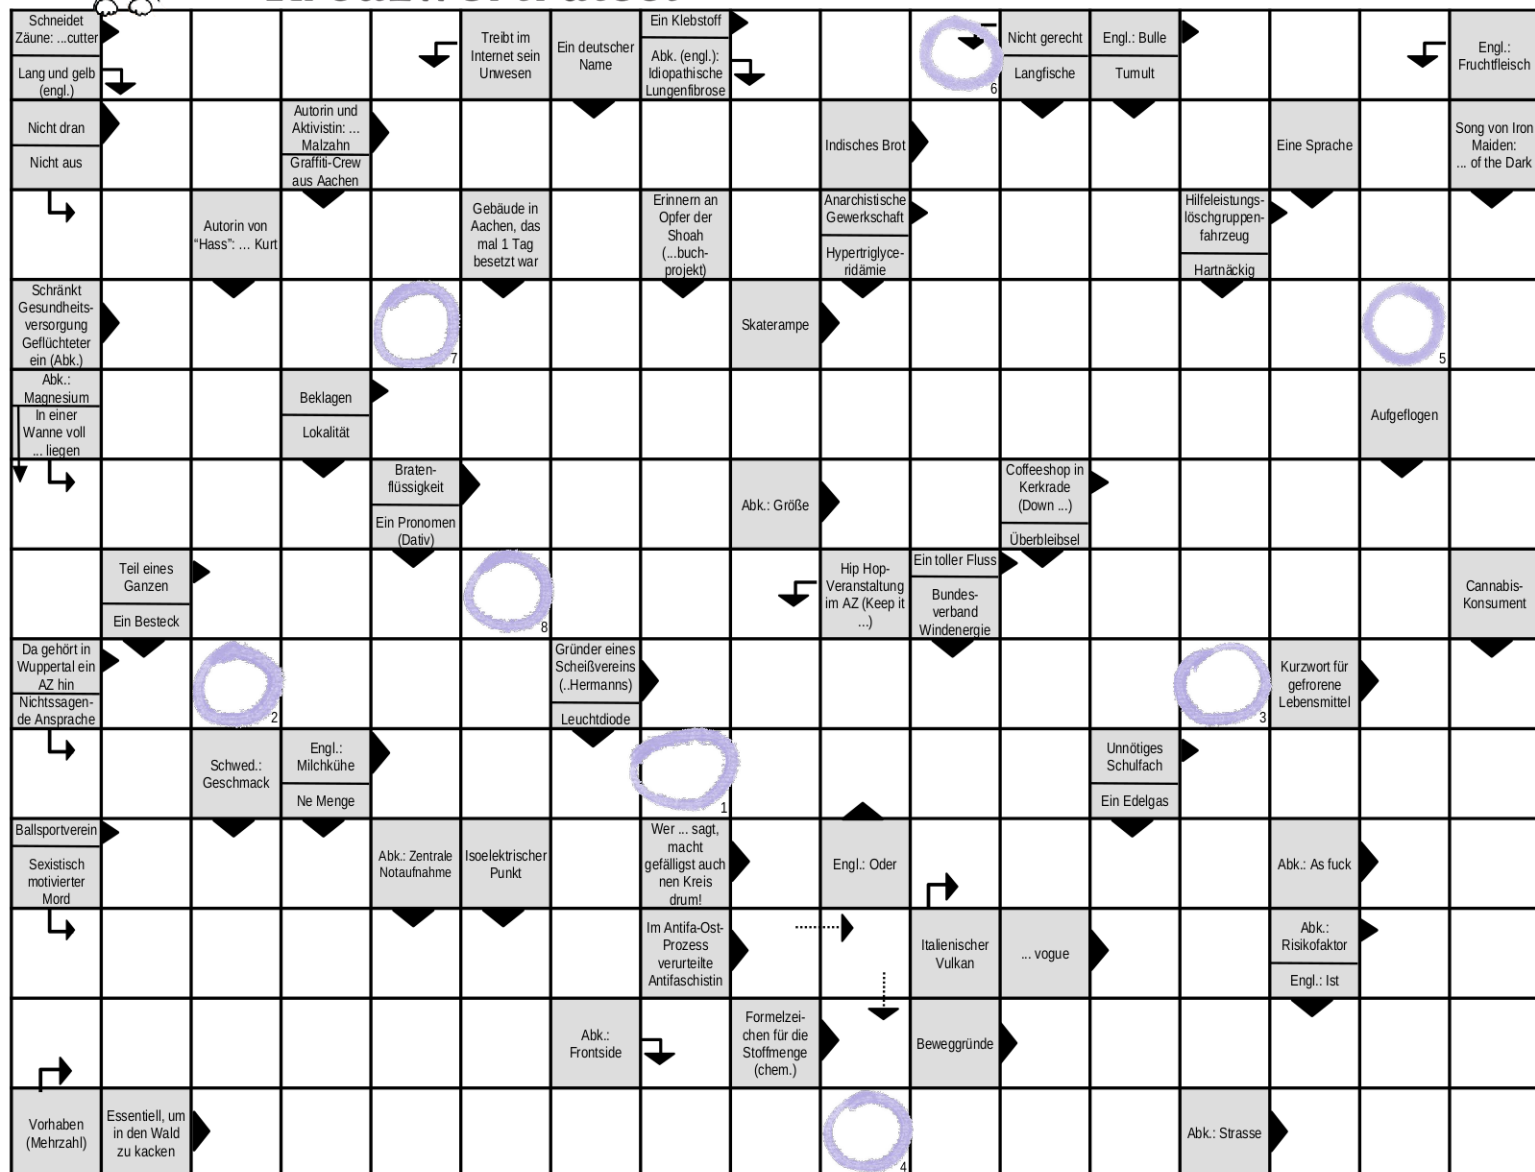 Schneidet
Zäune: ...cutter
Lang und gelb
(engl.)
Treibt im
Internet sein
Unwesen
Ein deutscher
Name
Ein Klebstoff
Abk. (engl.):
Idiopathische
Lungenfibrose
6
Nicht gerecht
Langfische
Engl.: Bulle
Tumult
Engl.:
Fruchtfleisch
Nicht dran
Nicht aus
Autorin und
Aktivistin: ...
Malzahn
Graffiti-Crew
aus Aachen
Indisches Brot
Eine Sprache
Song von Iron
Maiden:
... of the Dark
Autorin von
“Hass”: ... Kurt
Gebäude in
Aachen, das
mal 1 Tag
besetzt war
Erinnern an
Opfer der
Shoah
(...buch-
projekt)
Anarchistische
Gewerkschaft
Hypertriglyce-
ridämie
Hilfeleistungs-
löschgruppen-
fahrzeug
Hartnäckig
Schränkt
Gesundheits-
versorgung
Geflüchteter
ein (Abk.)
7
Skaterampe
5
Abk.:
Magnesium
In einer
Wanne voll
... liegen
Beklagen
Lokalität
Aufgeflogen
Braten-
flüssigkeit
Ein Pronomen
(Dativ)
Abk.: Größe
Coffeeshop in
Kerkrade
(Down ...)
Überbleibsel
Teil eines
Ganzen
Ein Besteck
8
Hip Hop-
Veranstaltung
im AZ (Keep it
...)
Ein toller Fluss
Bundes-
verband
Windenergie
Cannabis-
Konsument
Da gehört in
Wuppertal ein
AZ hin
Nichtssagen-
de Ansprache
2
Gründer eines
Scheißvereins
(..Hermanns)
Leuchtdiode
3
Kurzwort für
gefrorene
Lebensmittel
Schwed.:
Geschmack
Engl.:
Milchkühe
Ne Menge
1
Unnötiges
Schulfach
Ein Edelgas
Ballsportverein
Sexistisch
motivierter
Mord
Abk.: Zentrale
Notaufnahme
Isoelektrischer
Punkt
Wer ... sagt,
macht
gefälligst auch
nen Kreis
drum!
Engl.: Oder
Abk.: As fuck
Im Antifa-Ost-
Prozess
verurteilte
Antifaschistin
Italienischer
Vulkan
... vogue
Abk.:
Risikofaktor
Engl.: Ist
Abk.:
Frontside
Formelzei-
chen für die
Stoffmenge
(chem.)
Beweggründe
Vorhaben
(Mehrzahl)
Essentiell, um
in den Wald
zu kacken
4
Abk.: Strasse